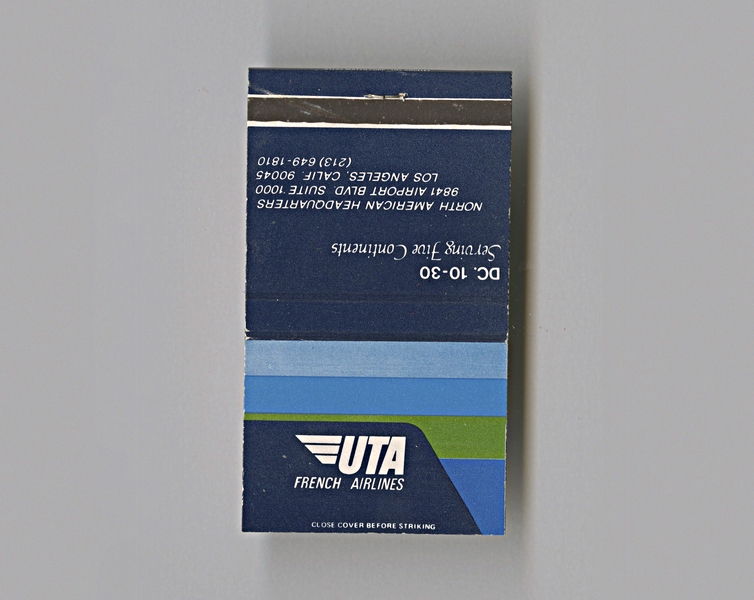 DC. 10-30
Serving Five Continents
NORTH AMERICAN HEADQUARTERS
9841 AIRPORT BLVD. SUITE 1000
LOS ANGELES, CALIF. 90045
(213) 649-1810
UTA
FRENCH AIRLINES
CLOSE COVER BEFORE STRIKING